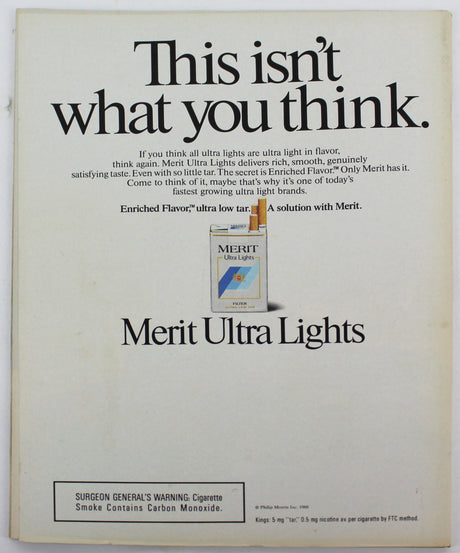 This isn't
what you think.
If you think all ultra lights are ultra light in flavor,
think again. Merit Ultra Lights delivers rich, smooth, genuinely
satisfying taste. Even with so little tar. The secret is Enriched Flavor.™ Only Merit has it.
Come to think of it, maybe that's why it's one of today's
fastest growing ultra light brands.
Enriched Flavor,™ ultra low tar. A solution with Merit.
MERIT
Ultra Lights
FILTER
Merit Ultra Lights
SURGEON GENERAL'S WARNING: Cigarette
Smoke Contains Carbon Monoxide.
© Philip Morris Inc. 1988
Kings: 5 mg "tar," 0.5 mg nicotine av per cigarette by FTC method.